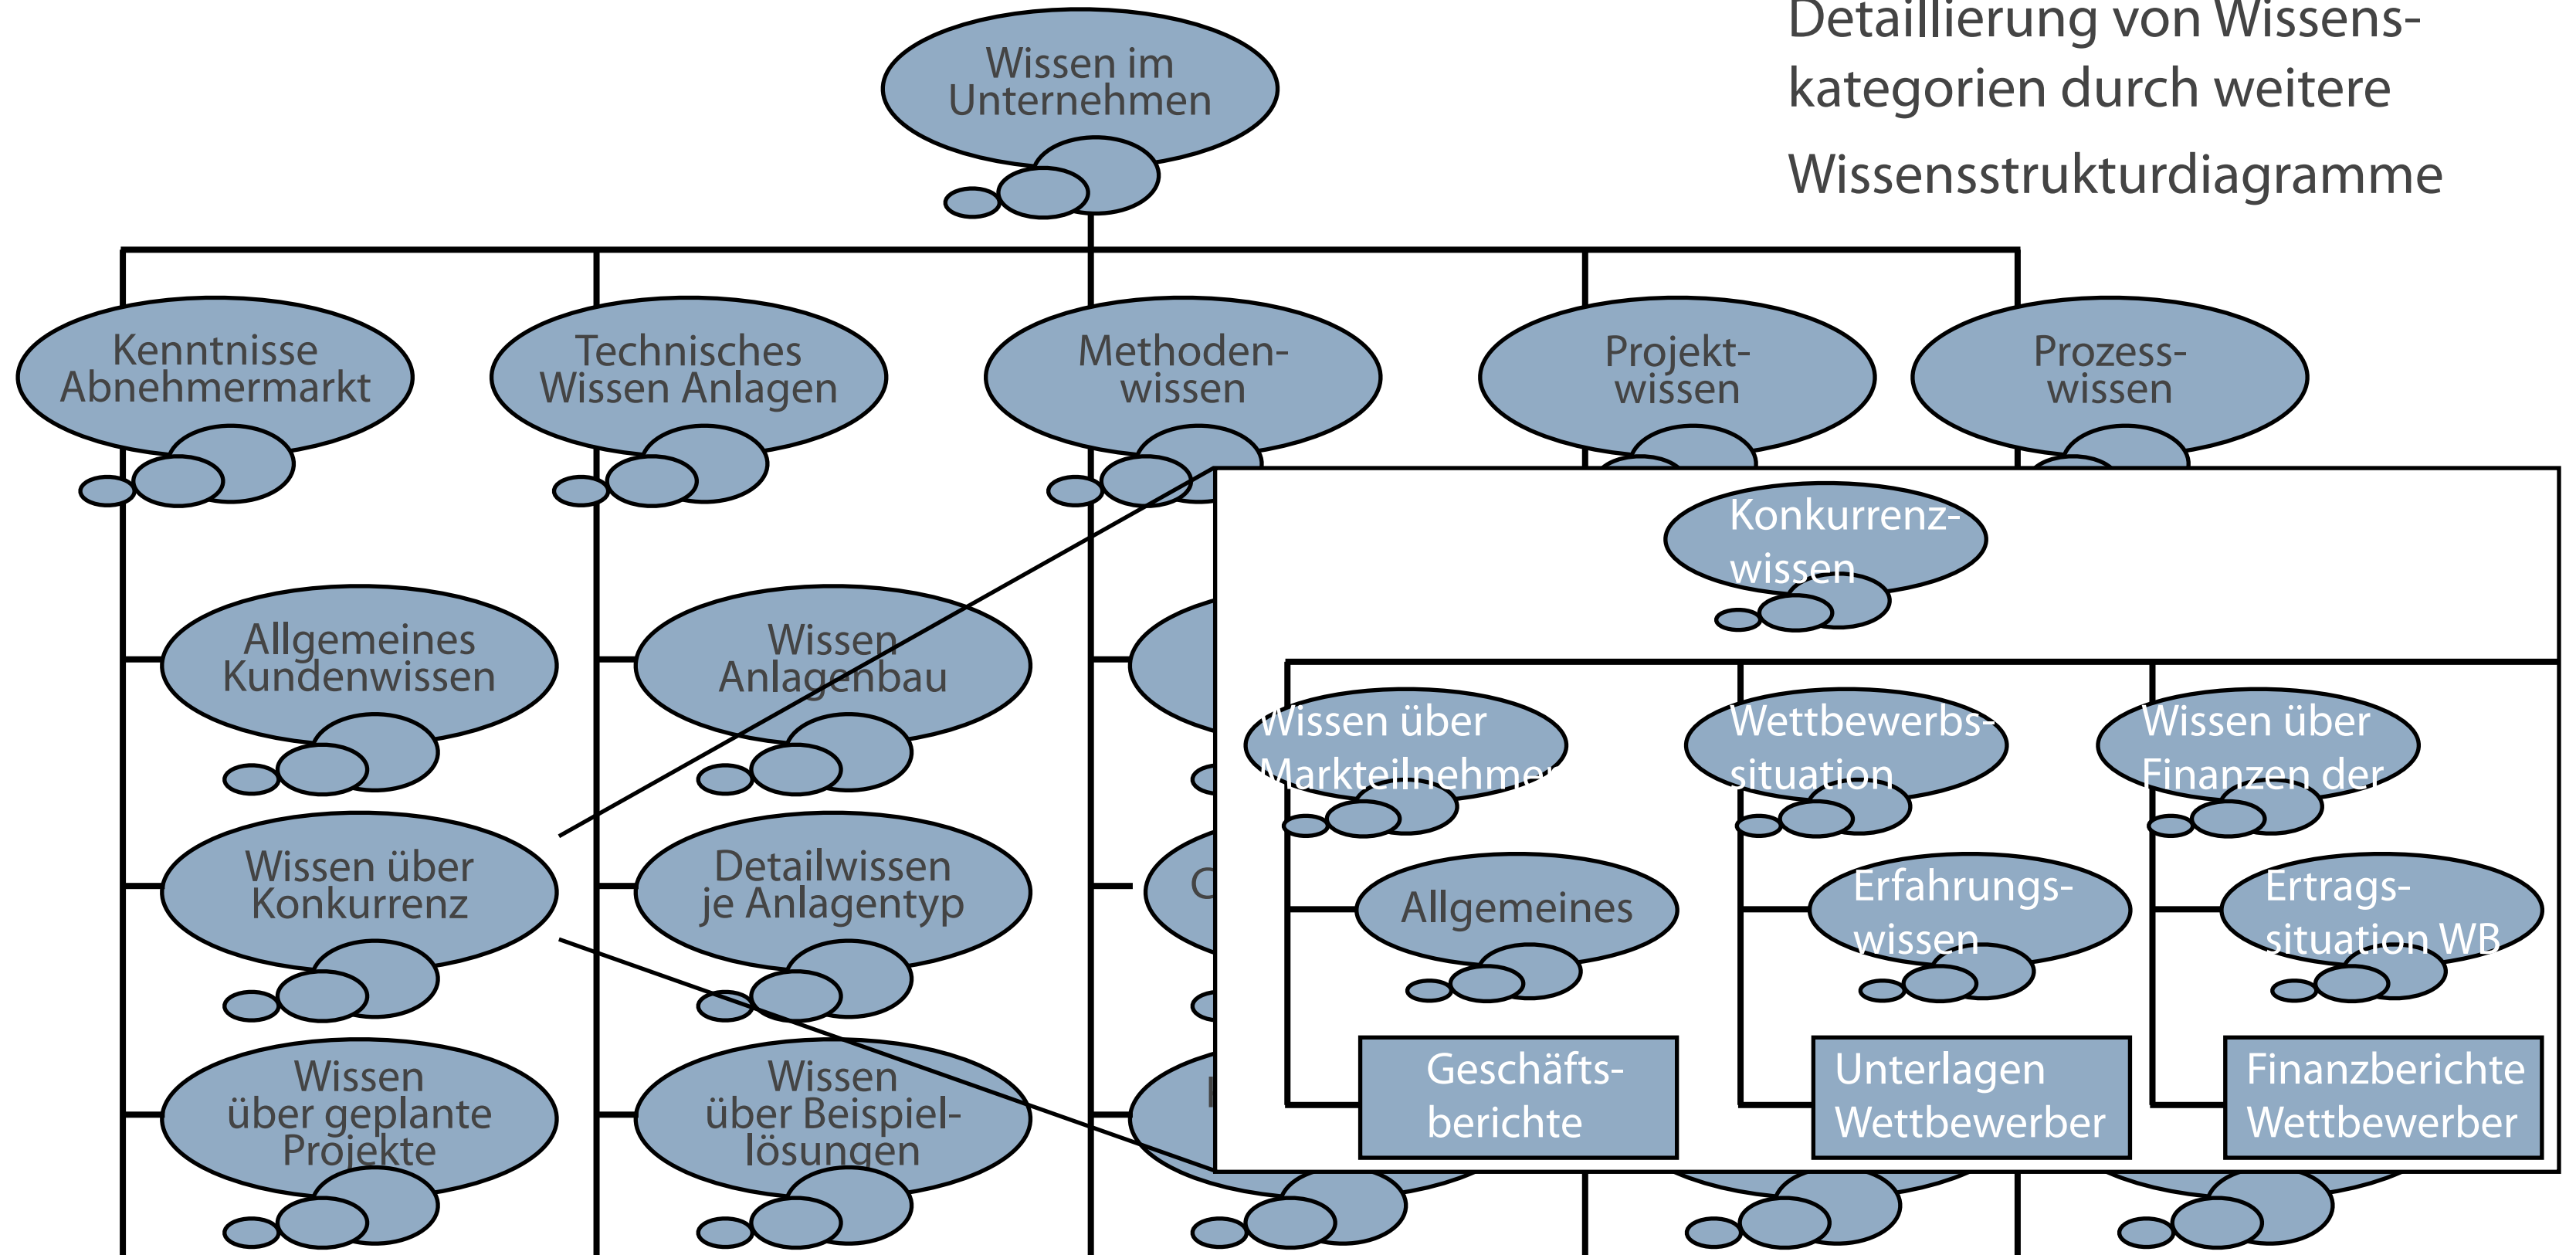 Detaillierung von Wissens-
kategorien durch weitere
Wissensstrukturdiagramme
Wissen im
Unternehmen
Kenntnisse
Abnehmermarkt
Technisches
Wissen Anlagen
Methoden-
wissen
Projekt-
wissen
Prozess-
wissen
Allgemeines
Kundenwissen
Wissen
Anlagenbau
Wissen über
Konkurrenz
Detailwissen
je Anlagentyp
Wissen
über geplante
Projekte
Wissen
über Beispiel-
lösungen
Konkurrenz-
wissen
Wissen über
Markteilnehmer
Wettbewerbs-
situation
Wissen über
Finanzen der
Allgemeines
Erfahrungs-
wissen
Ertrags-
situation WB
Geschäfts-
berichte
Unterlagen
Wettbewerber
Finanzberichte
Wettbewerber